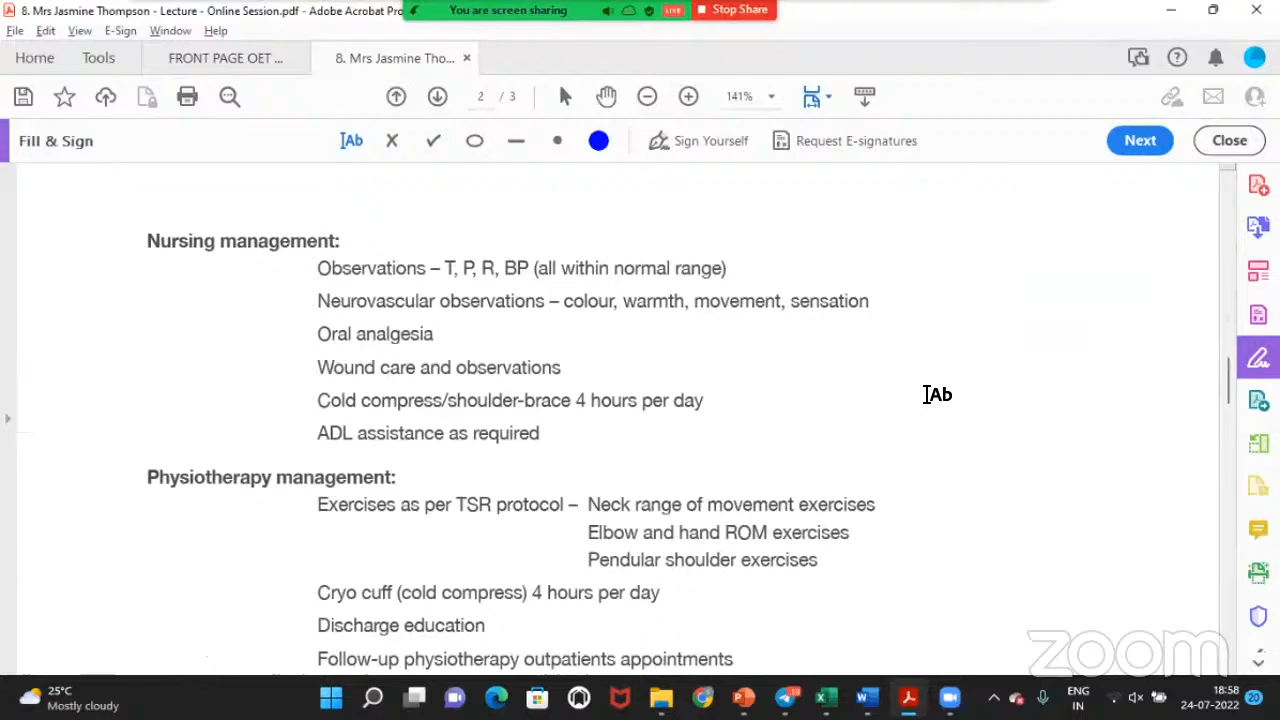 8. Mrs Jasmine Thompson - Lecture - Online Session.pdf - Adobe Acrobat Pro
You are screen sharing
LIVE
Stop Share
File Edit View E-Sign Window Help
Home Tools FRONT PAGE OET ... 8. Mrs Jasmine Tho... ×
2 / 3 141%
Fill & Sign Ab Sign Yourself Request E-signatures Next Close
Nursing management:
Observations – T, P, R, BP (all within normal range)
Neurovascular observations – colour, warmth, movement, sensation
Oral analgesia
Wound care and observations
Cold compress/shoulder-brace 4 hours per day
Ab
ADL assistance as required
Physiotherapy management:
Exercises as per TSR protocol – Neck range of movement exercises
Elbow and hand ROM exercises
Pendular shoulder exercises
Cryo cuff (cold compress) 4 hours per day
Discharge education
Follow-up physiotherapy outpatients appointments
zoom
25°C
Mostly cloudy
ENG
IN
18:58
24-07-2022
20